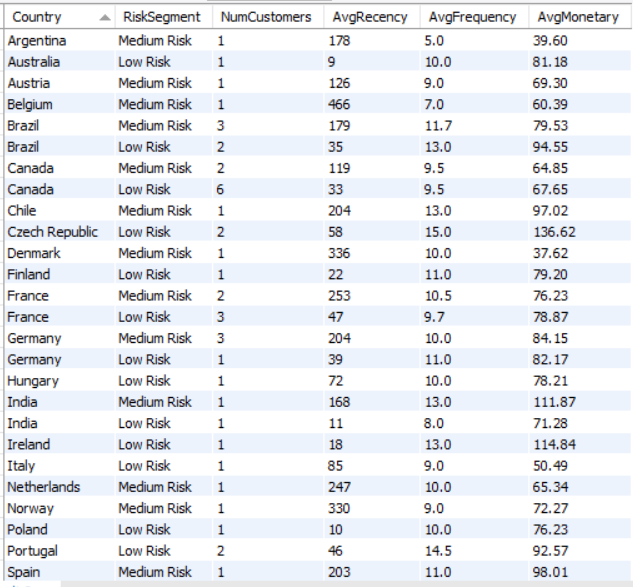 Country RiskSegment NumCustomers AvgRecency AvgFrequency AvgMonetary
Argentina Medium Risk 1 178 5.0 39.60
Australia Low Risk 1 9 10.0 81.18
Austria Medium Risk 1 126 9.0 69.30
Belgium Medium Risk 1 466 7.0 60.39
Brazil Medium Risk 3 179 11.7 79.53
Brazil Low Risk 2 35 13.0 94.55
Canada Medium Risk 2 119 9.5 64.85
Canada Low Risk 6 33 9.5 67.65
Chile Medium Risk 1 204 13.0 97.02
Czech Republic Low Risk 2 58 15.0 136.62
Denmark Medium Risk 1 336 10.0 37.62
Finland Low Risk 1 22 11.0 79.20
France Medium Risk 2 253 10.5 76.23
France Low Risk 3 47 9.7 78.87
Germany Medium Risk 3 204 10.0 84.15
Germany Low Risk 1 39 11.0 82.17
Hungary Low Risk 1 72 10.0 78.21
India Medium Risk 1 168 13.0 111.87
India Low Risk 1 11 8.0 71.28
Ireland Low Risk 1 18 13.0 114.84
Italy Low Risk 1 85 9.0 50.49
Netherlands Medium Risk 1 247 10.0 65.34
Norway Medium Risk 1 330 9.0 72.27
Poland Low Risk 1 10 10.0 76.23
Portugal Low Risk 2 46 14.5 92.57
Spain Medium Risk 1 203 11.0 98.01